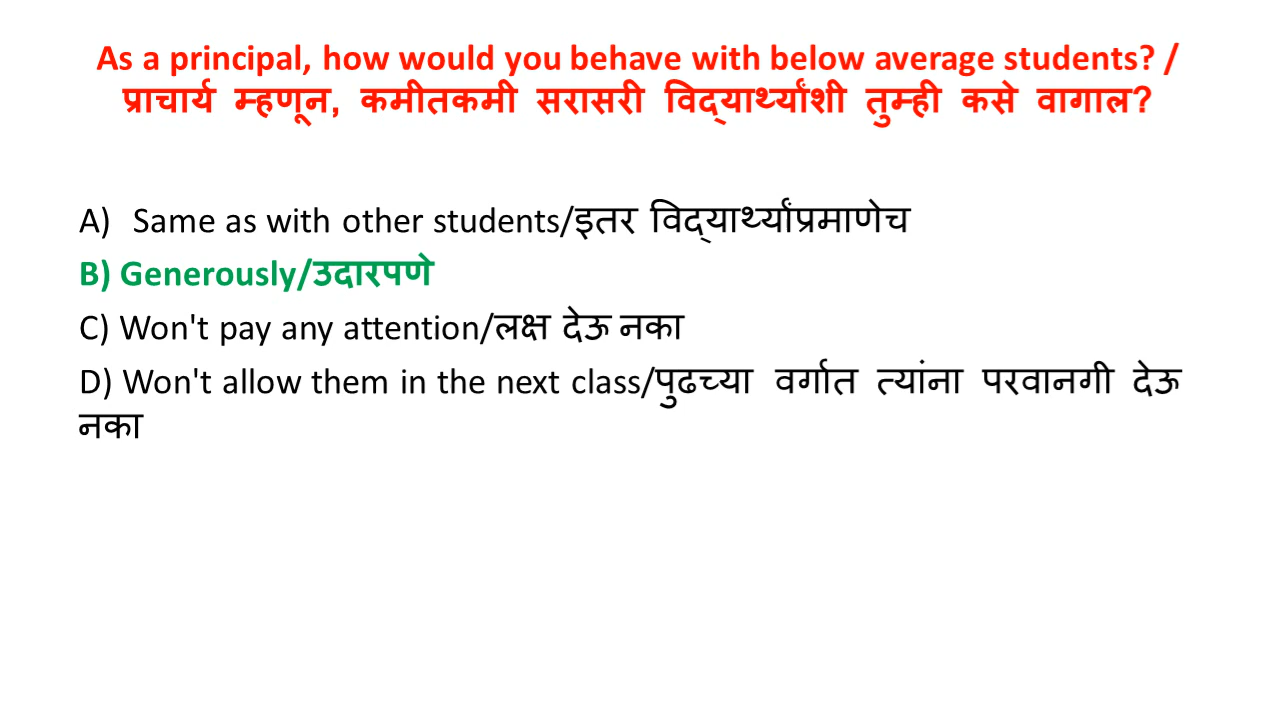 As a principal, how would you behave with below average students? /
प्राचार्य म्हणून, कमीतकमी सरासरी विद्यार्थ्यांशी तुम्ही कसे वागाल?
A) Same as with other students/इतर विद्यार्थ्यांप्रमाणेच
B) Generously/उदारपणे
C) Won't pay any attention/लक्ष देऊ नका
D) Won't allow them in the next class/पुढच्या वर्गात त्यांना परवानगी देऊ
नका